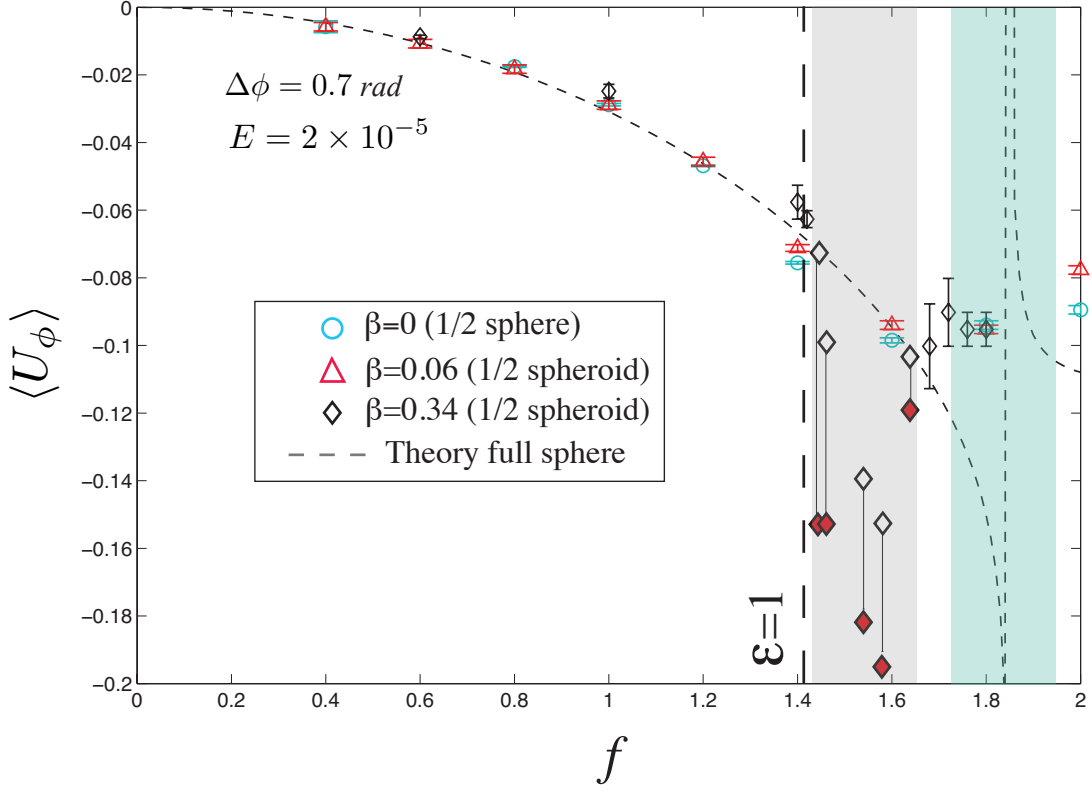 0
−0.02
−0.04
−0.06
−0.08
−0.1
−0.12
−0.14
−0.16
−0.18
−0.2
⟨U_ϕ⟩
Δϕ = 0.7 rad
E = 2 × 10^{−5}
β=0 (1/2 sphere)
β=0.06 (1/2 spheroid)
β=0.34 (1/2 spheroid)
Theory full sphere
ε=1
0 0.2 0.4 0.6 0.8 1 1.2 1.4 1.6 1.8 2
f